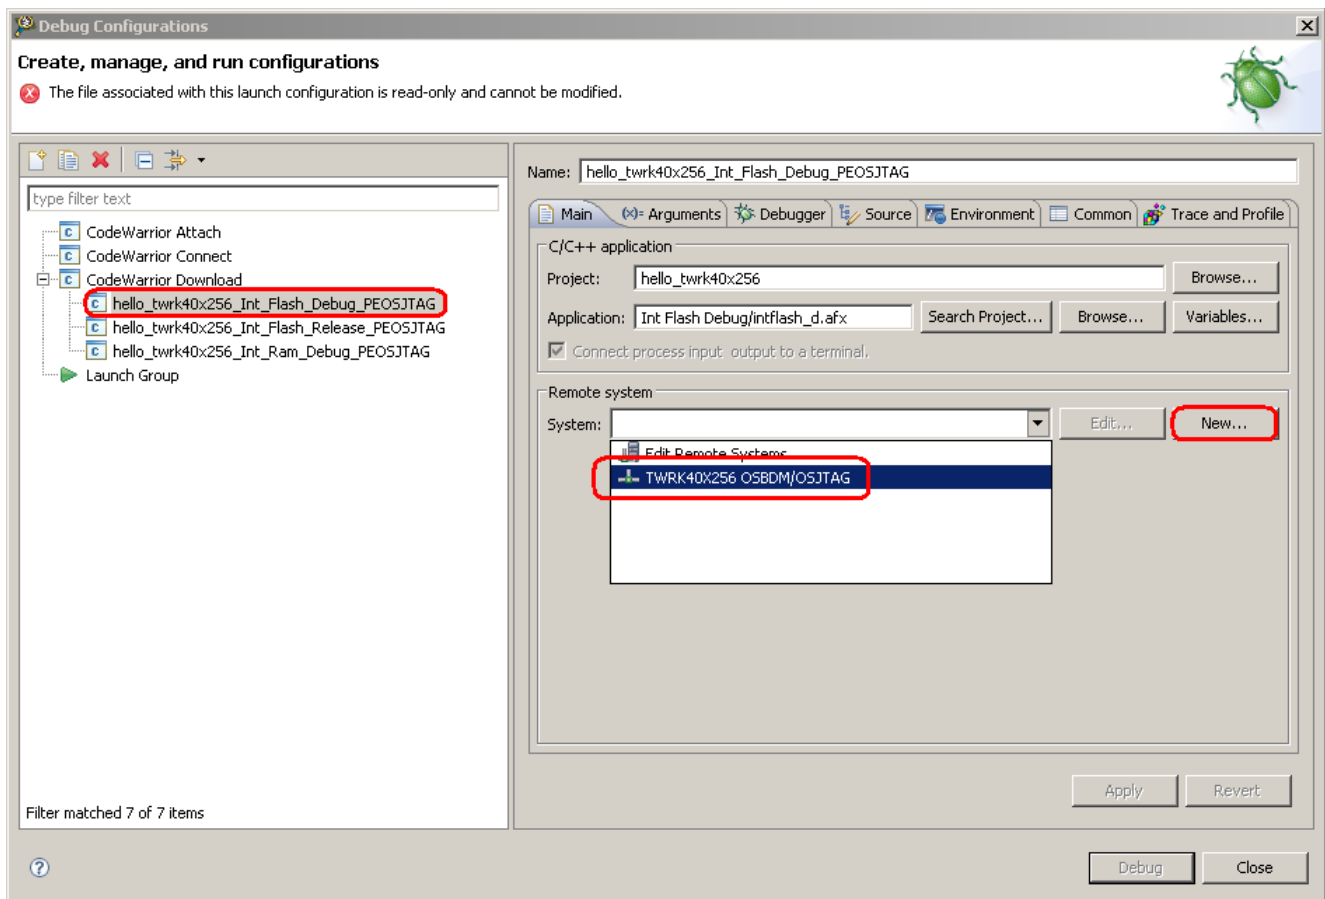 Debug Configurations
Create, manage, and run configurations
The file associated with this launch configuration is read-only and cannot be modified.
type filter text
CodeWarrior Attach
CodeWarrior Connect
CodeWarrior Download
hello_twrk40x256_Int_Flash_Debug_PEOSJTAG
hello_twrk40x256_Int_Flash_Release_PEOSJTAG
hello_twrk40x256_Int_Ram_Debug_PEOSJTAG
Launch Group
Filter matched 7 of 7 items
Name: hello_twrk40x256_Int_Flash_Debug_PEOSJTAG
Main (x)= Arguments Debugger Source Environment Common Trace and Profile
C/C++ application
Project: hello_twrk40x256 Browse...
Application: Int Flash Debug/intflash_d.afx Search Project... Browse... Variables...
Connect process input output to a terminal.
Remote system
System: Edit... New...
Edit Remote Systems
TWRK40X256 OSBDM/OSJTAG
Apply Revert
Debug Close